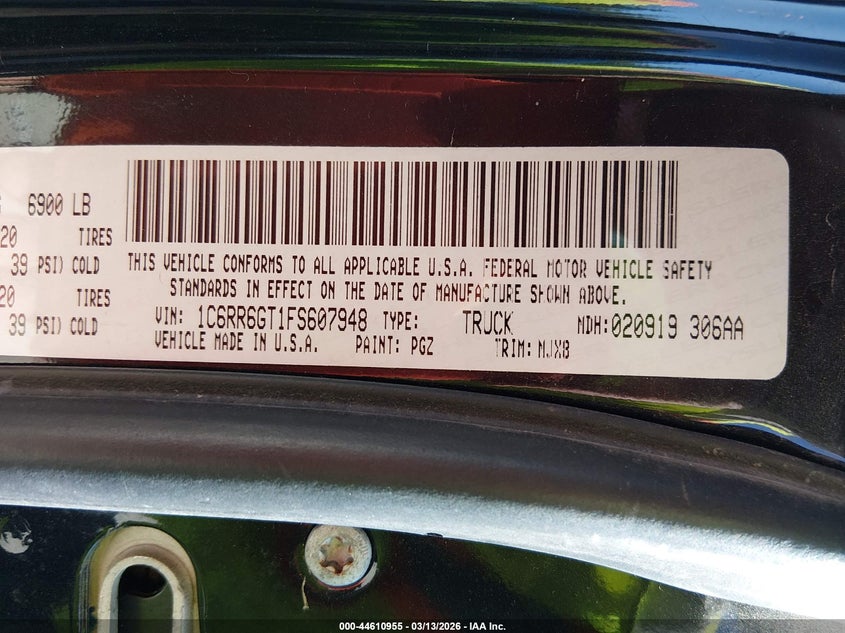 6900 LB
20 TIRES
39 PSI) COLD
20 TIRES
39 PSI) COLD
THIS VEHICLE CONFORMS TO ALL APPLICABLE U.S.A. FEDERAL MOTOR VEHICLE SAFETY
STANDARDS IN EFFECT ON THE DATE OF MANUFACTURE SHOWN ABOVE.
VIN: 1C6RR6GT1FS607948 TYPE: TRUCK MDH:020919 306AA
VEHICLE MADE IN U.S.A. PAINT: PGZ TRIM: MJX8
000-44610955 — 03/13/2026 — IAA Inc.